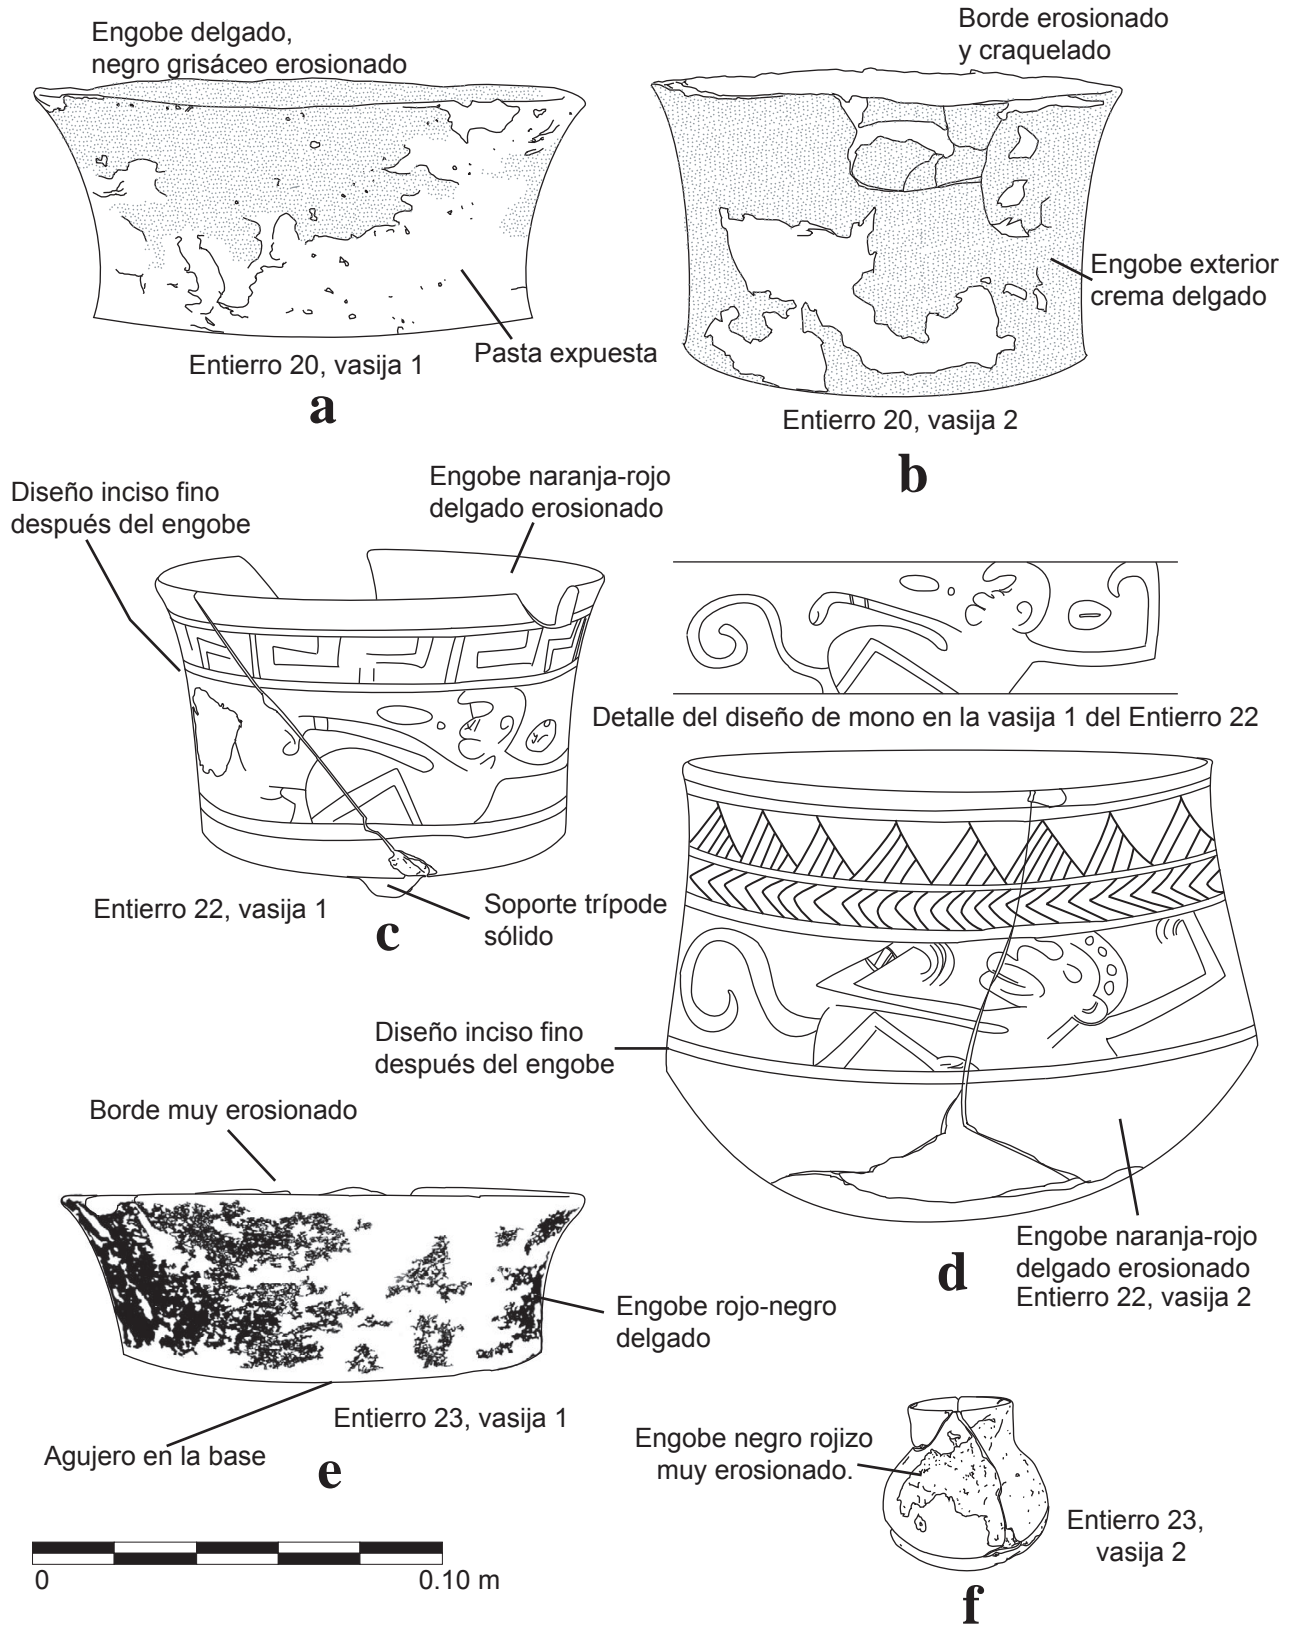 Engobe delgado,
negro grisáceo erosionado
Entierro 20, vasija 1
Pasta expuesta
a
Borde erosionado
y craquelado
Engobe exterior
crema delgado
Entierro 20, vasija 2
b
Diseño inciso fino
después del engobe
Engobe naranja-rojo
delgado erosionado
Entierro 22, vasija 1
c
Soporte trípode
sólido
Detalle del diseño de mono en la vasija 1 del Entierro 22
Diseño inciso fino
después del engobe
d
Engobe naranja-rojo
delgado erosionado
Entierro 22, vasija 2
Borde muy erosionado
Engobe rojo-negro
delgado
Entierro 23, vasija 1
Agujero en la base
e
Engobe negro rojizo
muy erosionado.
Entierro 23,
vasija 2
f
0
0.10 m